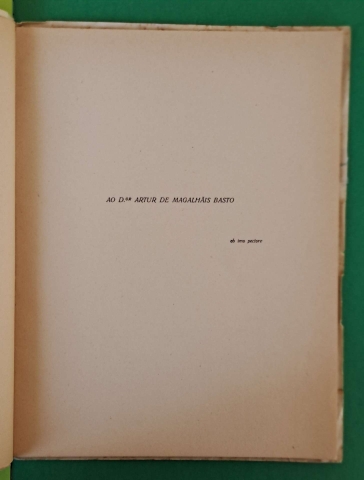 AO D.ᵒʳ ARTUR DE MAGALHÃIS BASTO
ab imo pectore